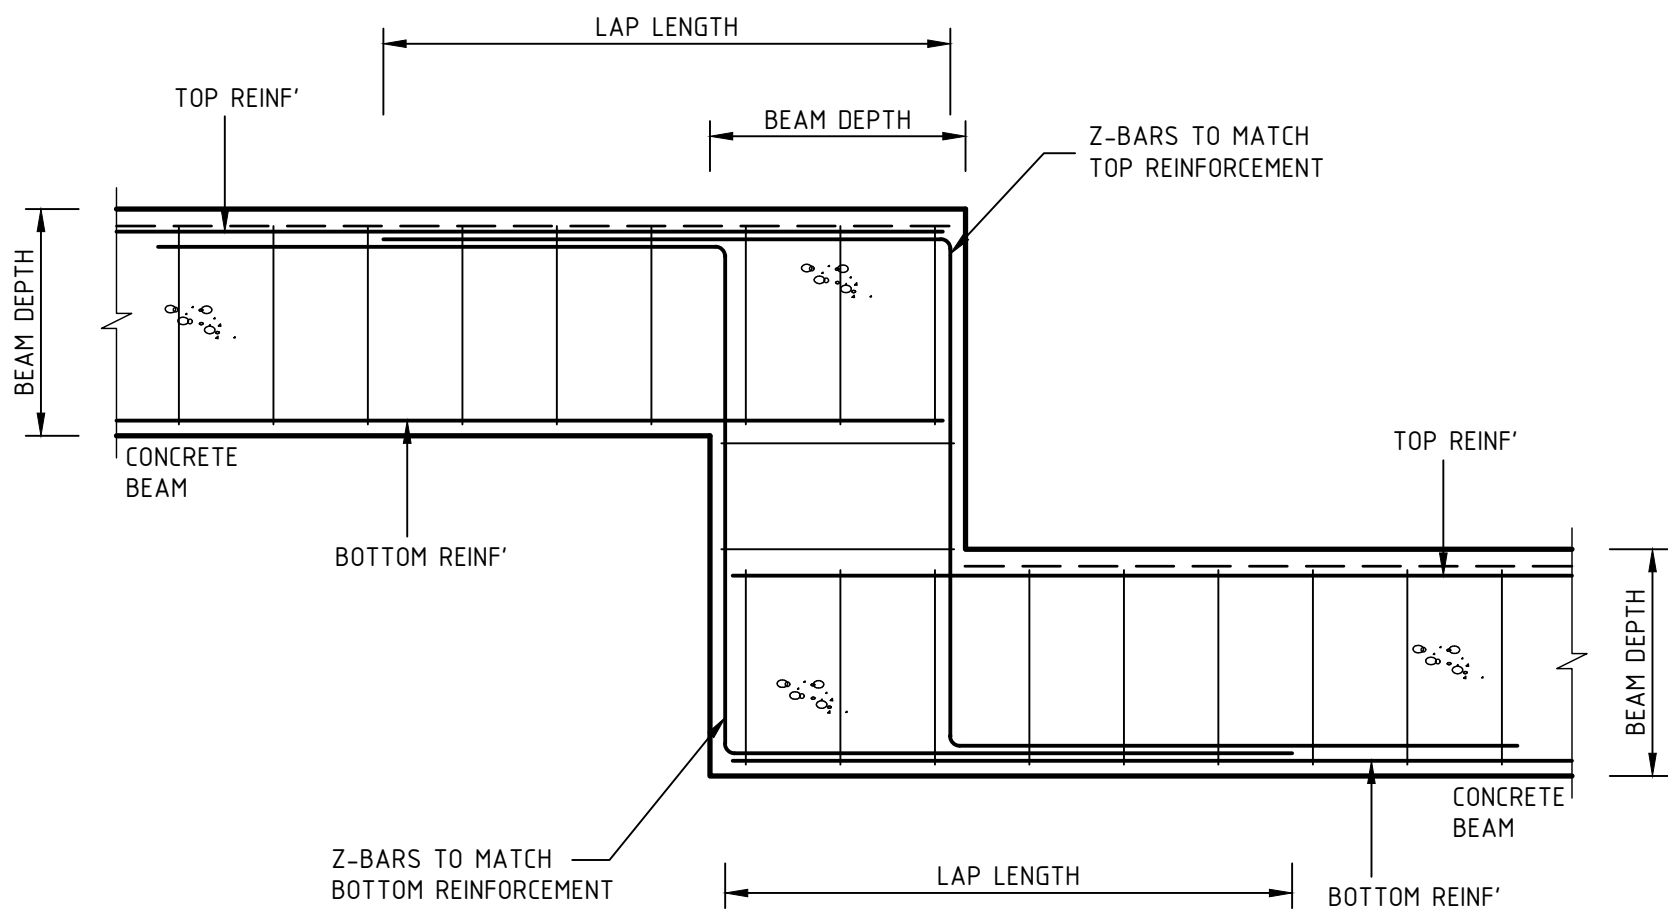 LAP LENGTH
TOP REINF'
BEAM DEPTH
Z-BARS TO MATCH
TOP REINFORCEMENT
BEAM DEPTH
CONCRETE
BEAM
BOTTOM REINF'
TOP REINF'
BEAM DEPTH
CONCRETE
BEAM
Z-BARS TO MATCH
BOTTOM REINFORCEMENT
LAP LENGTH
BOTTOM REINF'